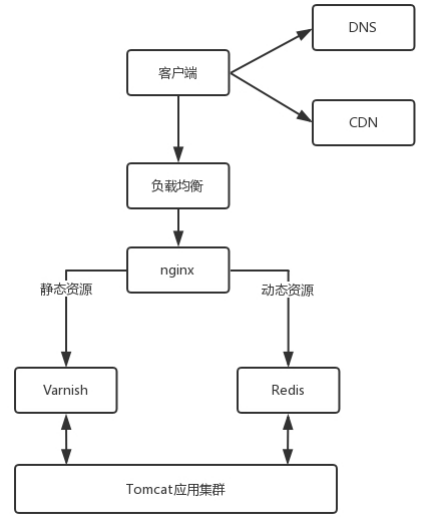 DNS
客户端
CDN
负载均衡
nginx
静态资源
动态资源
Varnish
Redis
Tomcat应用集群